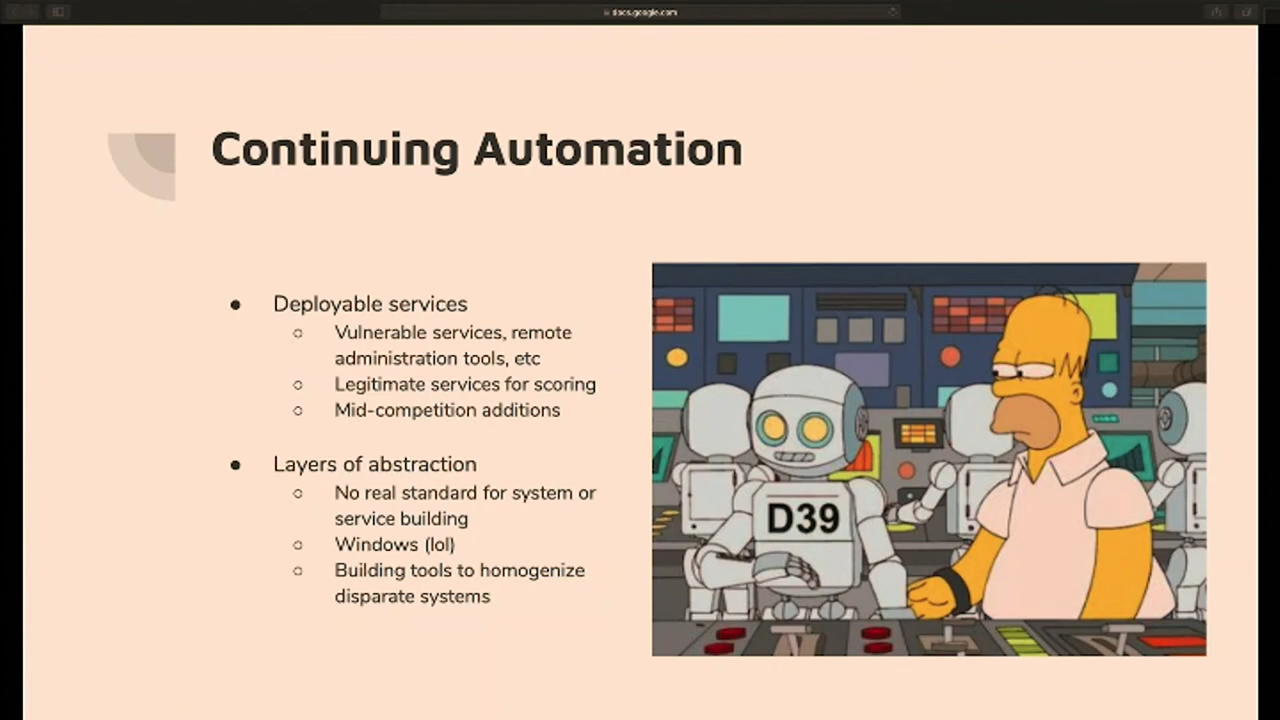 docs.google.com
Continuing Automation
● Deployable services
○ Vulnerable services, remote
administration tools, etc
○ Legitimate services for scoring
○ Mid-competition additions
● Layers of abstraction
○ No real standard for system or
service building
○ Windows (lol)
○ Building tools to homogenize
disparate systems
D39